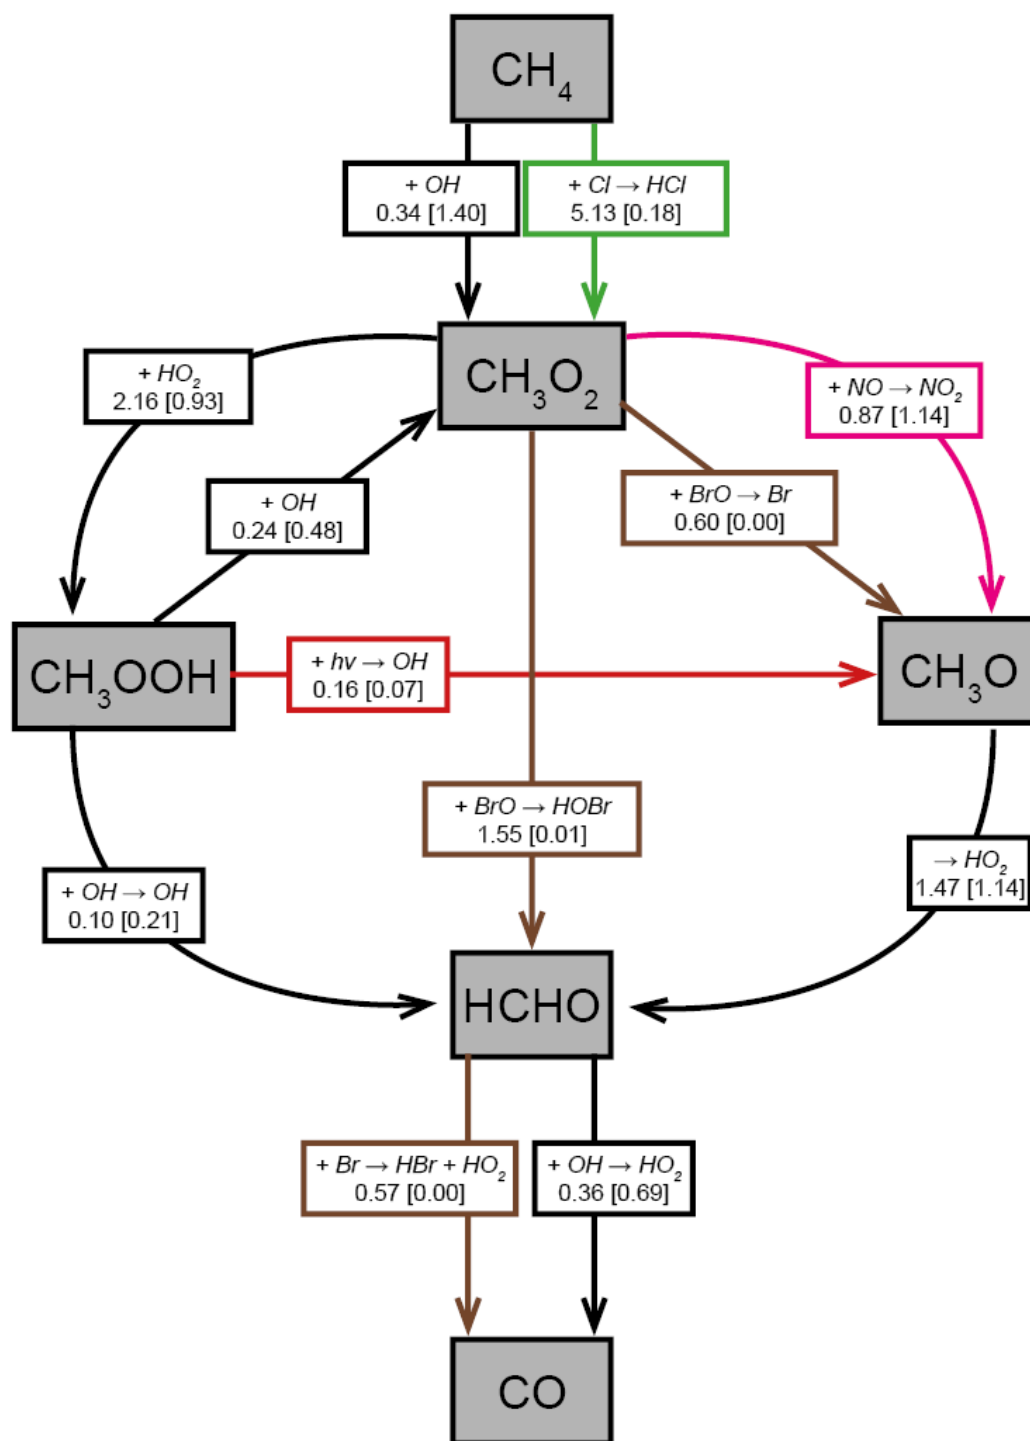 CH₄
+ OH
0.34 [1.40]
+ Cl → HCl
5.13 [0.18]
CH₃O₂
+ HO₂
2.16 [0.93]
+ NO → NO₂
0.87 [1.14]
+ OH
0.24 [0.48]
+ BrO → Br
0.60 [0.00]
CH₃OOH
+ hv → OH
0.16 [0.07]
CH₃O
+ BrO → HOBr
1.55 [0.01]
+ OH → OH
0.10 [0.21]
→ HO₂
1.47 [1.14]
HCHO
+ Br → HBr + HO₂
0.57 [0.00]
+ OH → HO₂
0.36 [0.69]
CO